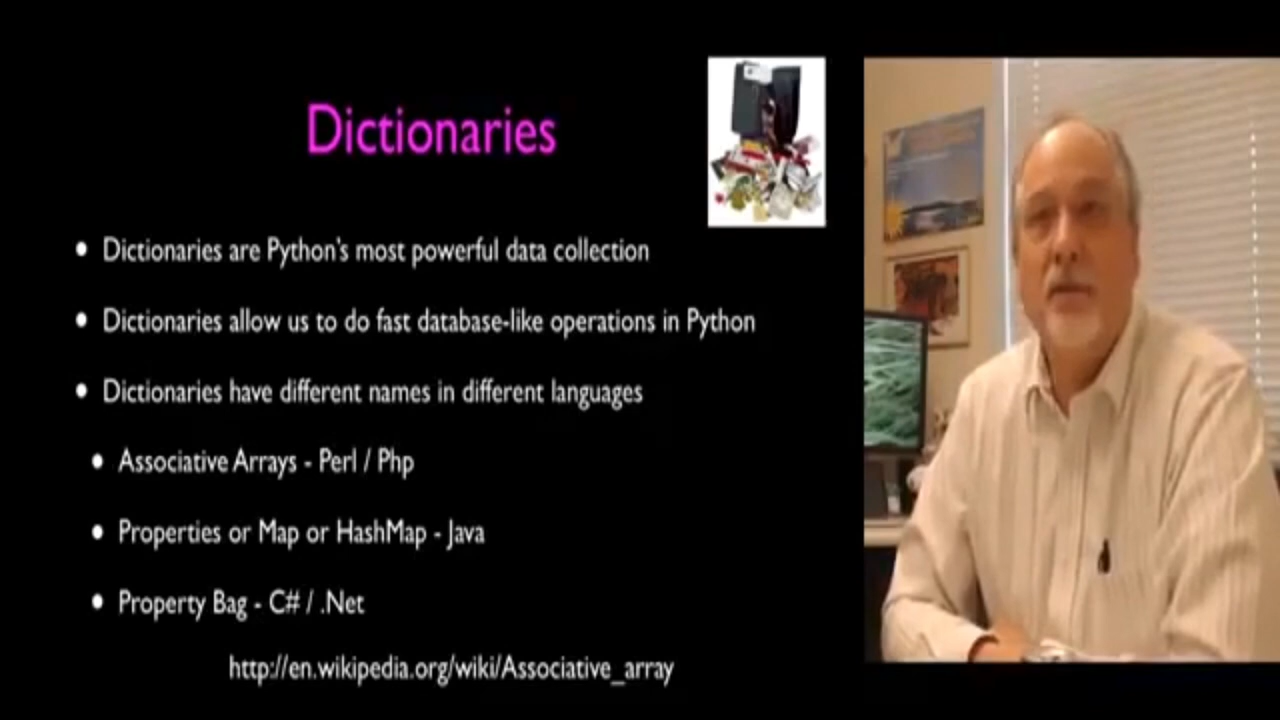 Dictionaries
• Dictionaries are Python's most powerful data collection
• Dictionaries allow us to do fast database-like operations in Python
• Dictionaries have different names in different languages
• Associative Arrays - Perl / Php
• Properties or Map or HashMap - Java
• Property Bag - C# / .Net
http://en.wikipedia.org/wiki/Associative_array